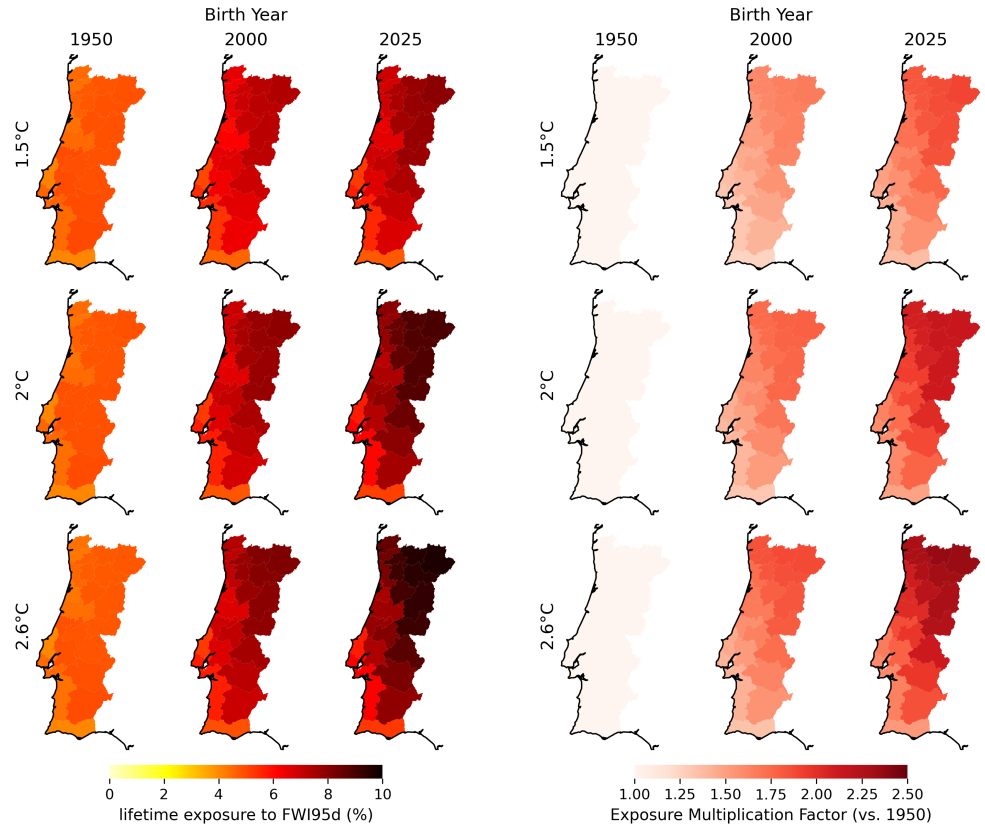 Birth Year
1950 2000 2025
Birth Year
1950 2000 2025
1.5°C
1.5°C
2°C
2°C
2.6°C
2.6°C
0 2 4 6 8 10
lifetime exposure to FWI95d (%)
1.00 1.25 1.50 1.75 2.00 2.25 2.50
Exposure Multiplication Factor (vs. 1950)